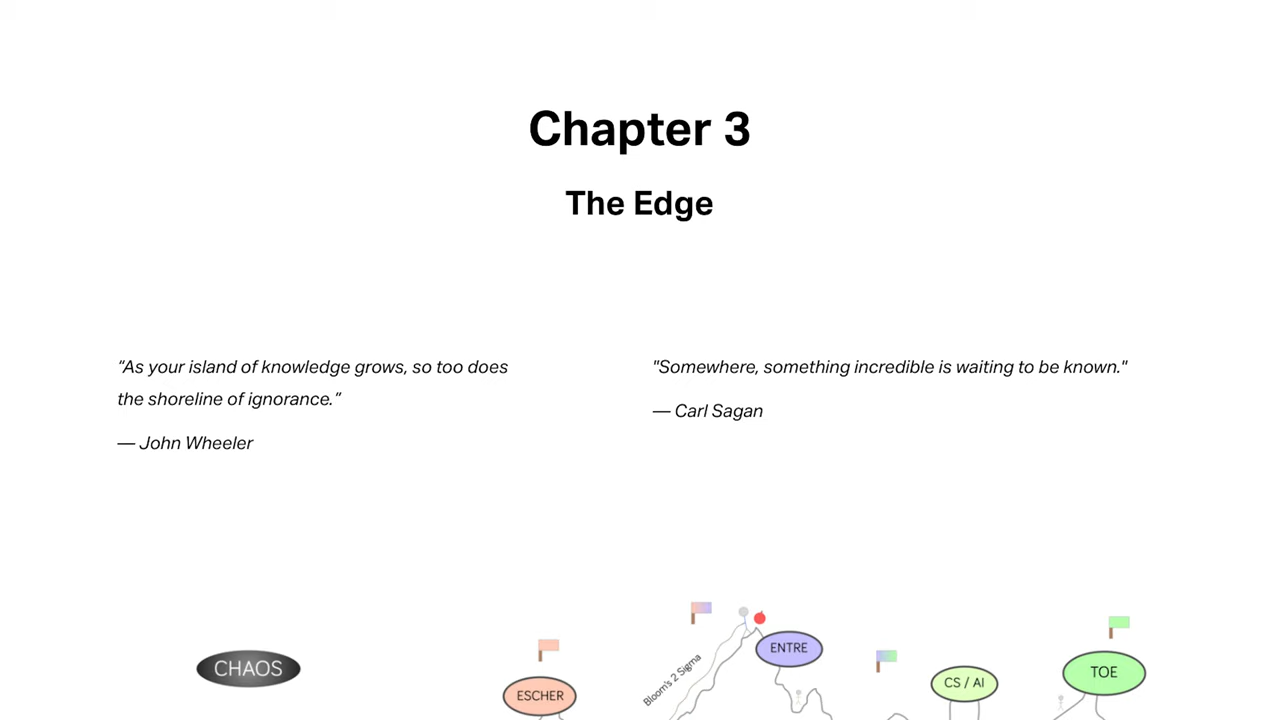 Chapter 3
The Edge
“As your island of knowledge grows, so too does
the shoreline of ignorance.”
— John Wheeler
"Somewhere, something incredible is waiting to be known."
— Carl Sagan
CHAOS
ESCHER
Bloom's 2 Sigma
ENTRE
CS / AI
TOE